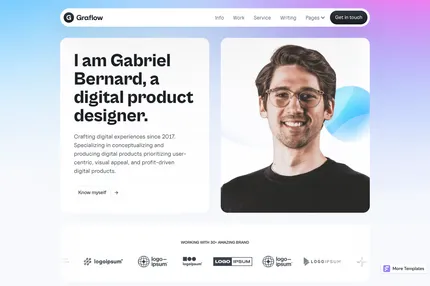 Graflow
Info Work Service Writing Pages Get in touch
I am Gabriel
Bernard, a
digital product
designer.
Crafting digital experiences since 2017.
Specializing in conceptualizing and
producing digital products prioritizing user-
centric, visual appeal, and profit-driven
digital products.
Know myself
WORKING WITH 30+ AMAZING BRAND
logoipsum logo— ipsum logoipsum LOGO IPSUM logo— ipsum LOGOIPSUM
More Templates